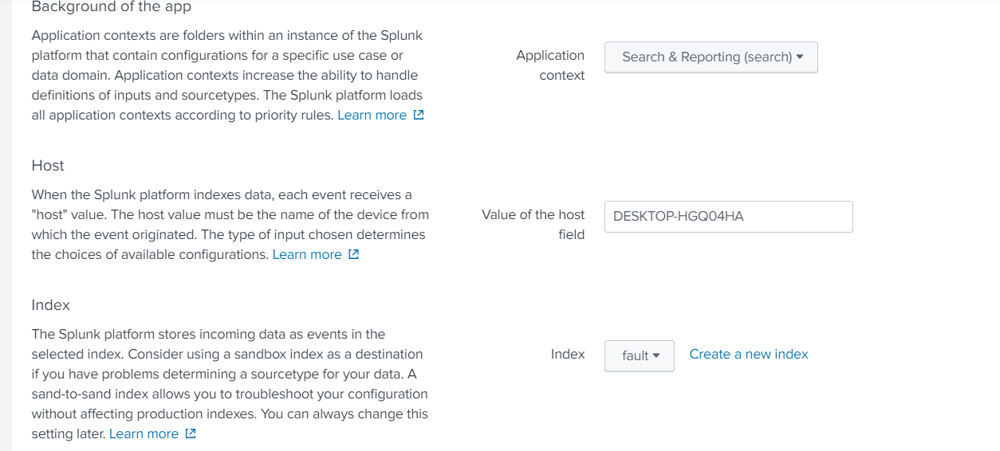 Background of the app
Application contexts are folders within an instance of the Splunk
platform that contain configurations for a specific use case or
data domain. Application contexts increase the ability to handle
definitions of inputs and sourcetypes. The Splunk platform loads
all application contexts according to priority rules. Learn more
Application
context
Search & Reporting (search)
Host
When the Splunk platform indexes data, each event receives a
"host" value. The host value must be the name of the device from
which the event originated. The type of input chosen determines
the choices of available configurations. Learn more
Value of the host
field
DESKTOP-HGQ04HA
Index
The Splunk platform stores incoming data as events in the
selected index. Consider using a sandbox index as a destination
if you have problems determining a sourcetype for your data. A
sand-to-sand index allows you to troubleshoot your configuration
without affecting production indexes. You can always change this
setting later. Learn more
Index
fault
Create a new index